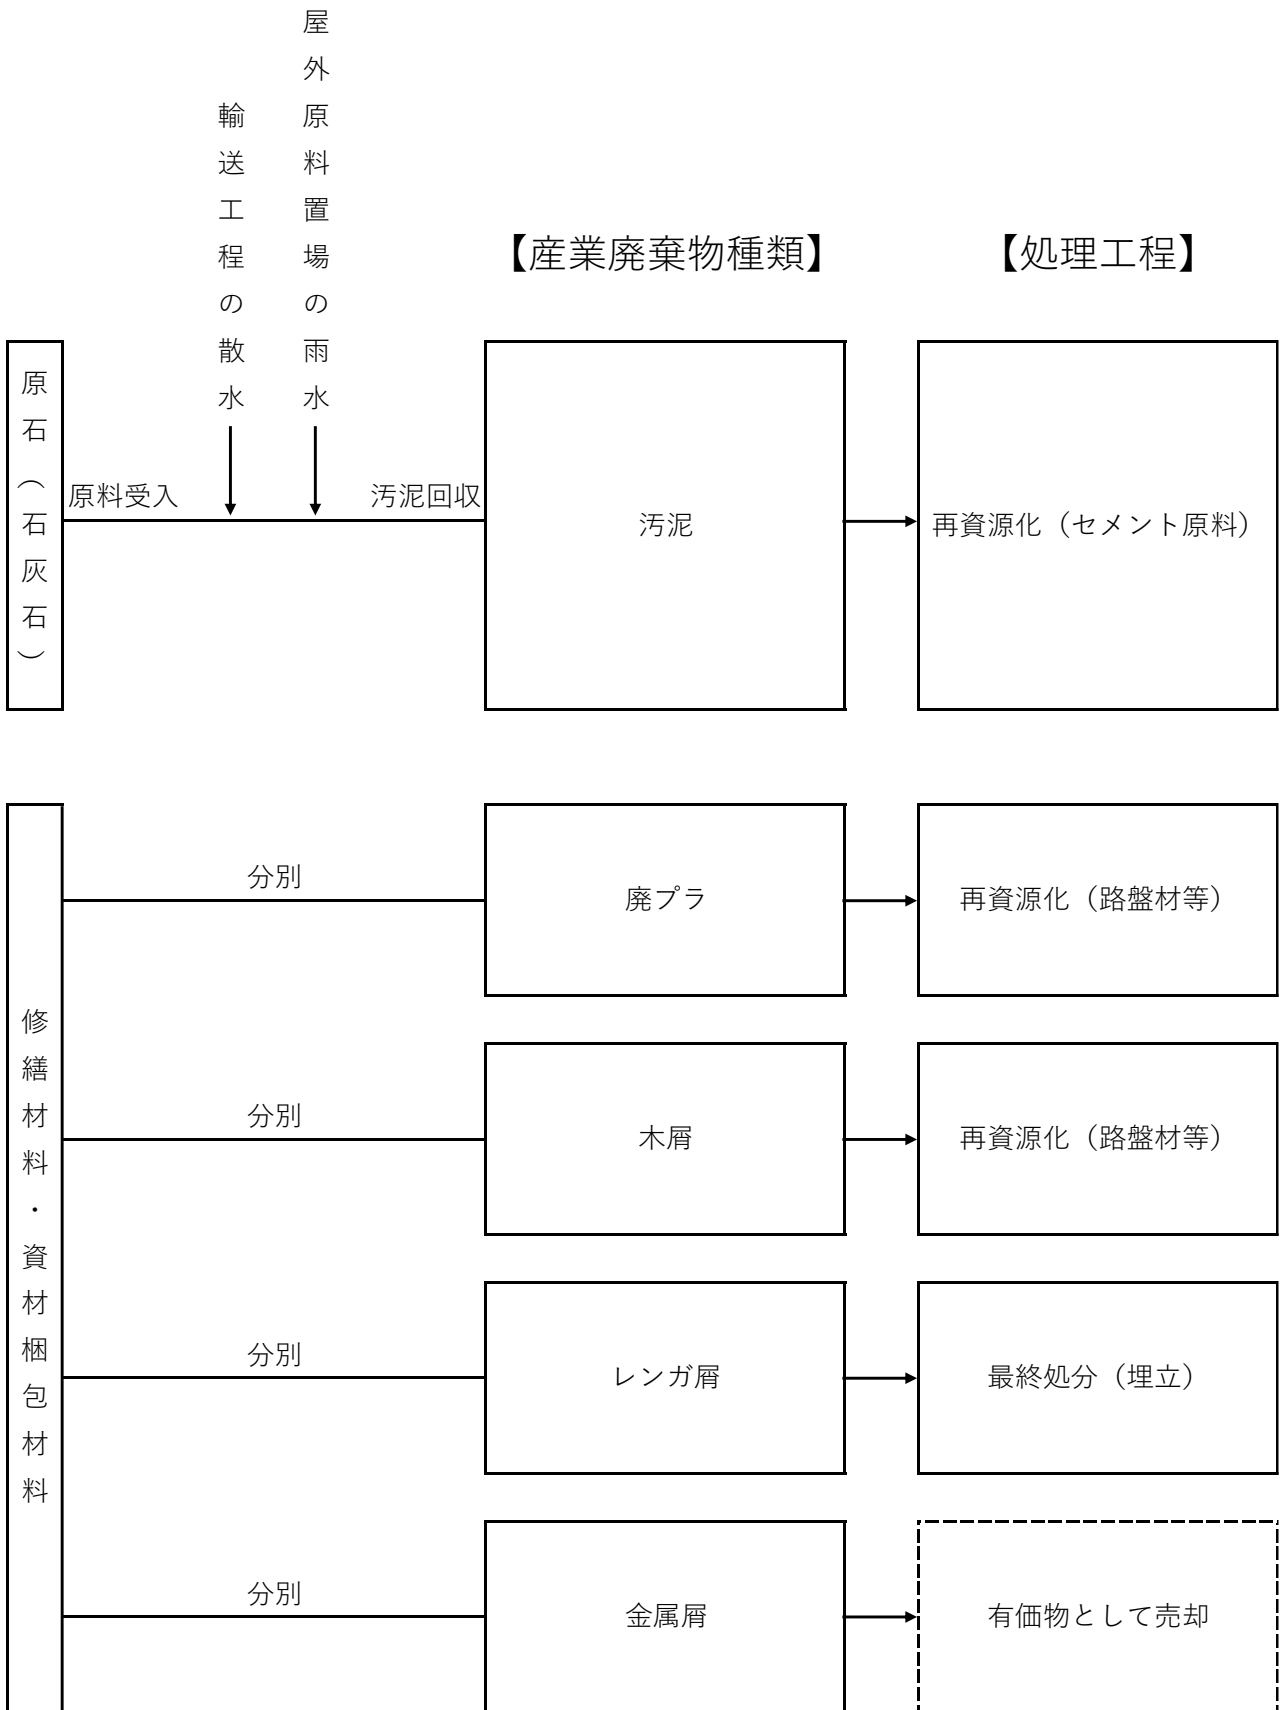 屋外原料置場の雨水
輸送工程の散水
【産業廃棄物種類】
【処理工程】
原石（石灰石）
原料受入
汚泥回収
汚泥
再資源化（セメント原料）
修繕材料・資材梱包材料
分別
廃プラ
再資源化（路盤材等）
分別
木屑
再資源化（路盤材等）
分別
レンガ屑
最終処分（埋立）
分別
金属屑
有価物として売却